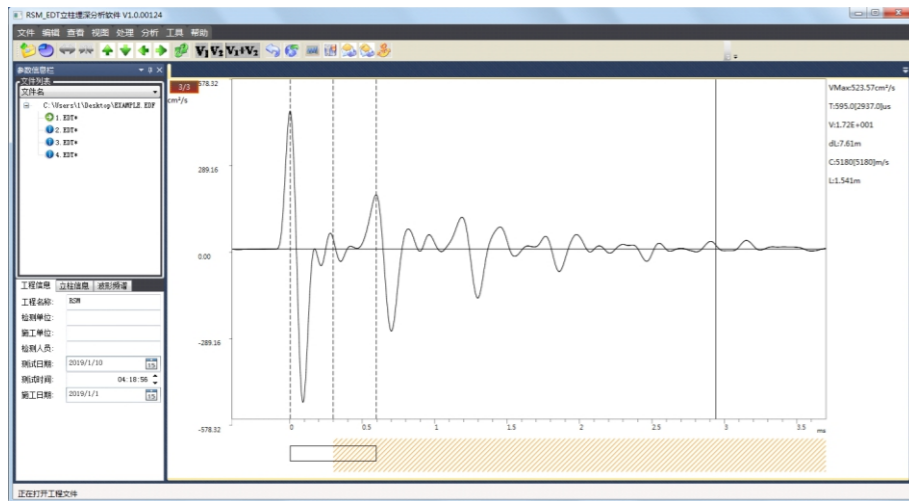 RSM_EDT立柱埋深分析软件 V1.0.00124
文件 编辑 查看 视图 处理 分析 工具 帮助
V₁ V₂ V₁+V₂
参数信息栏
文件列表
文件名
C:\Users\1\Desktop\EXAMPLE.EDF
1. EDT*
2. EDT*
3. EDT*
4. EDT*
工程信息 立柱信息 波形频谱
工程名称: RSM
检测单位:
施工单位:
检测人员:
测试日期: 2019/1/10 15
测试时间: 04:18:56
施工日期: 2019/1/1 15
3/3
578.32
cm²/s
289.16
0.00
-289.16
-578.32
0 0.5 1 1.5 2 2.5 3 3.5 ms
VMax:523.57cm²/s
T:595.0[2937.0]us
V:1.72E+001
dL:7.61m
C:5180[5180]m/s
L:1.541m
正在打开工程文件